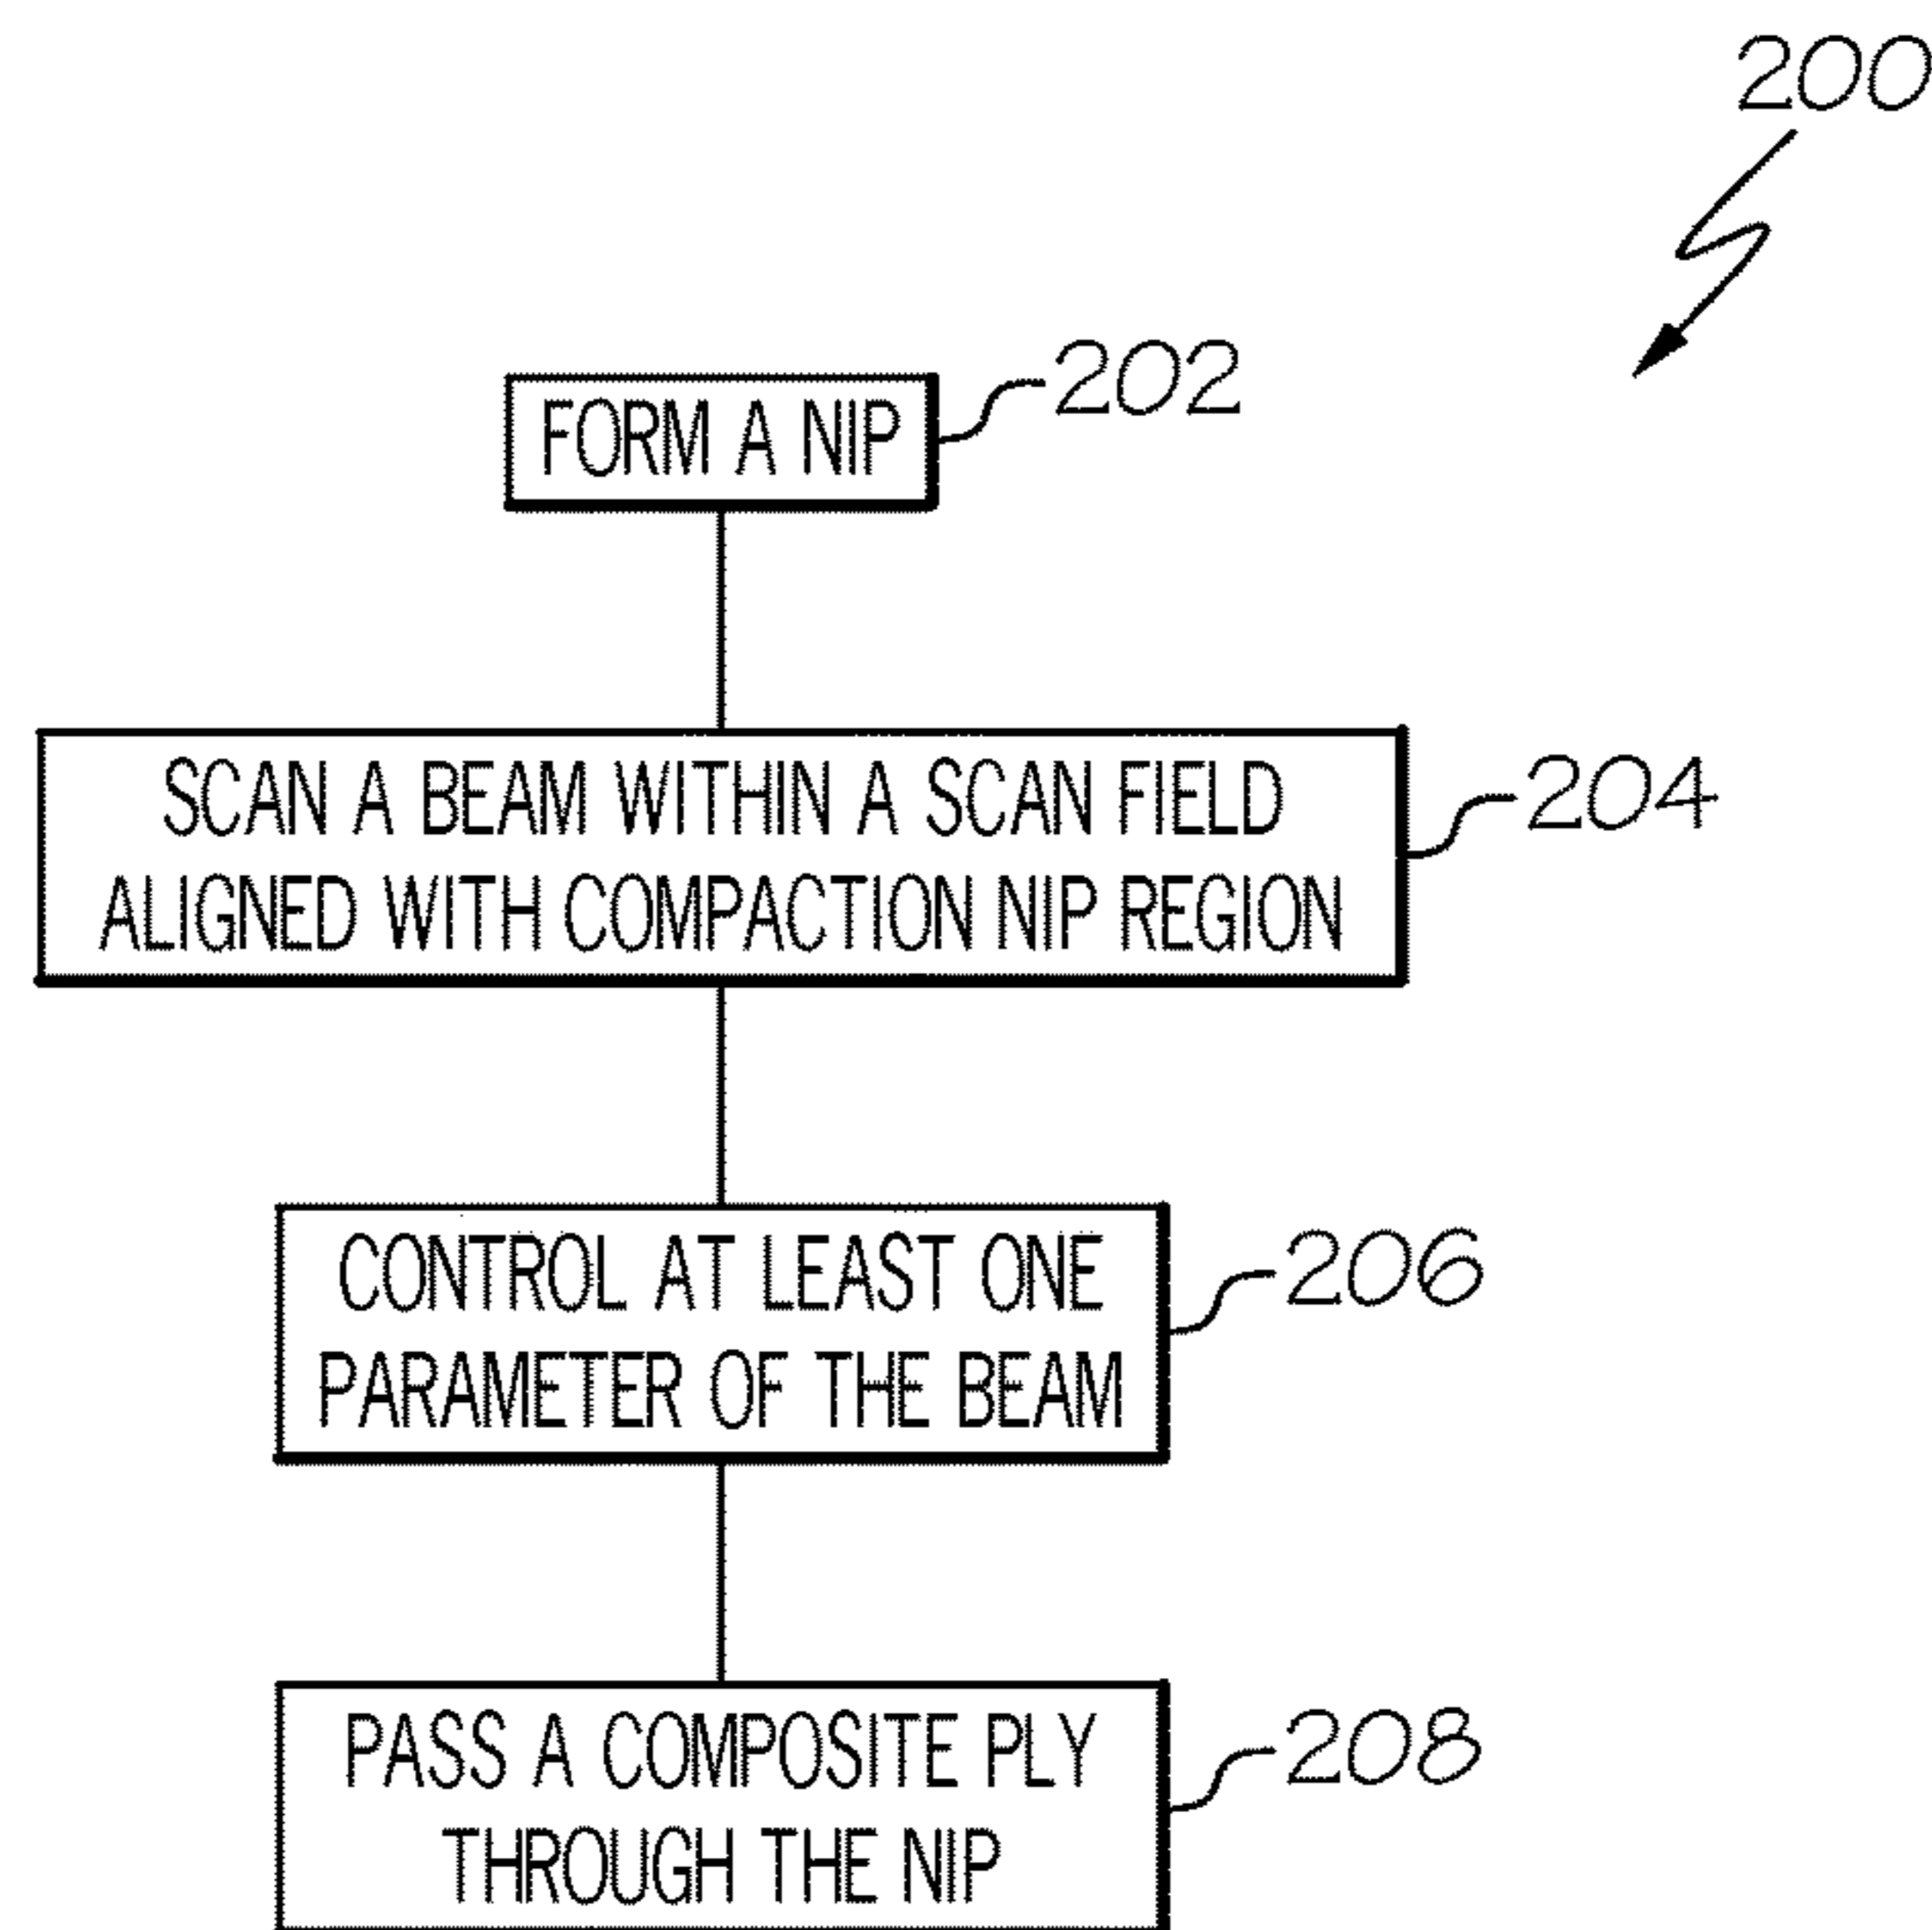 200
FORM A NIP
202
SCAN A BEAM WITHIN A SCAN FIELD
ALIGNED WITH COMPACTION NIP REGION
204
CONTROL AT LEAST ONE
PARAMETER OF THE BEAM
206
PASS A COMPOSITE PLY
THROUGH THE NIP
208